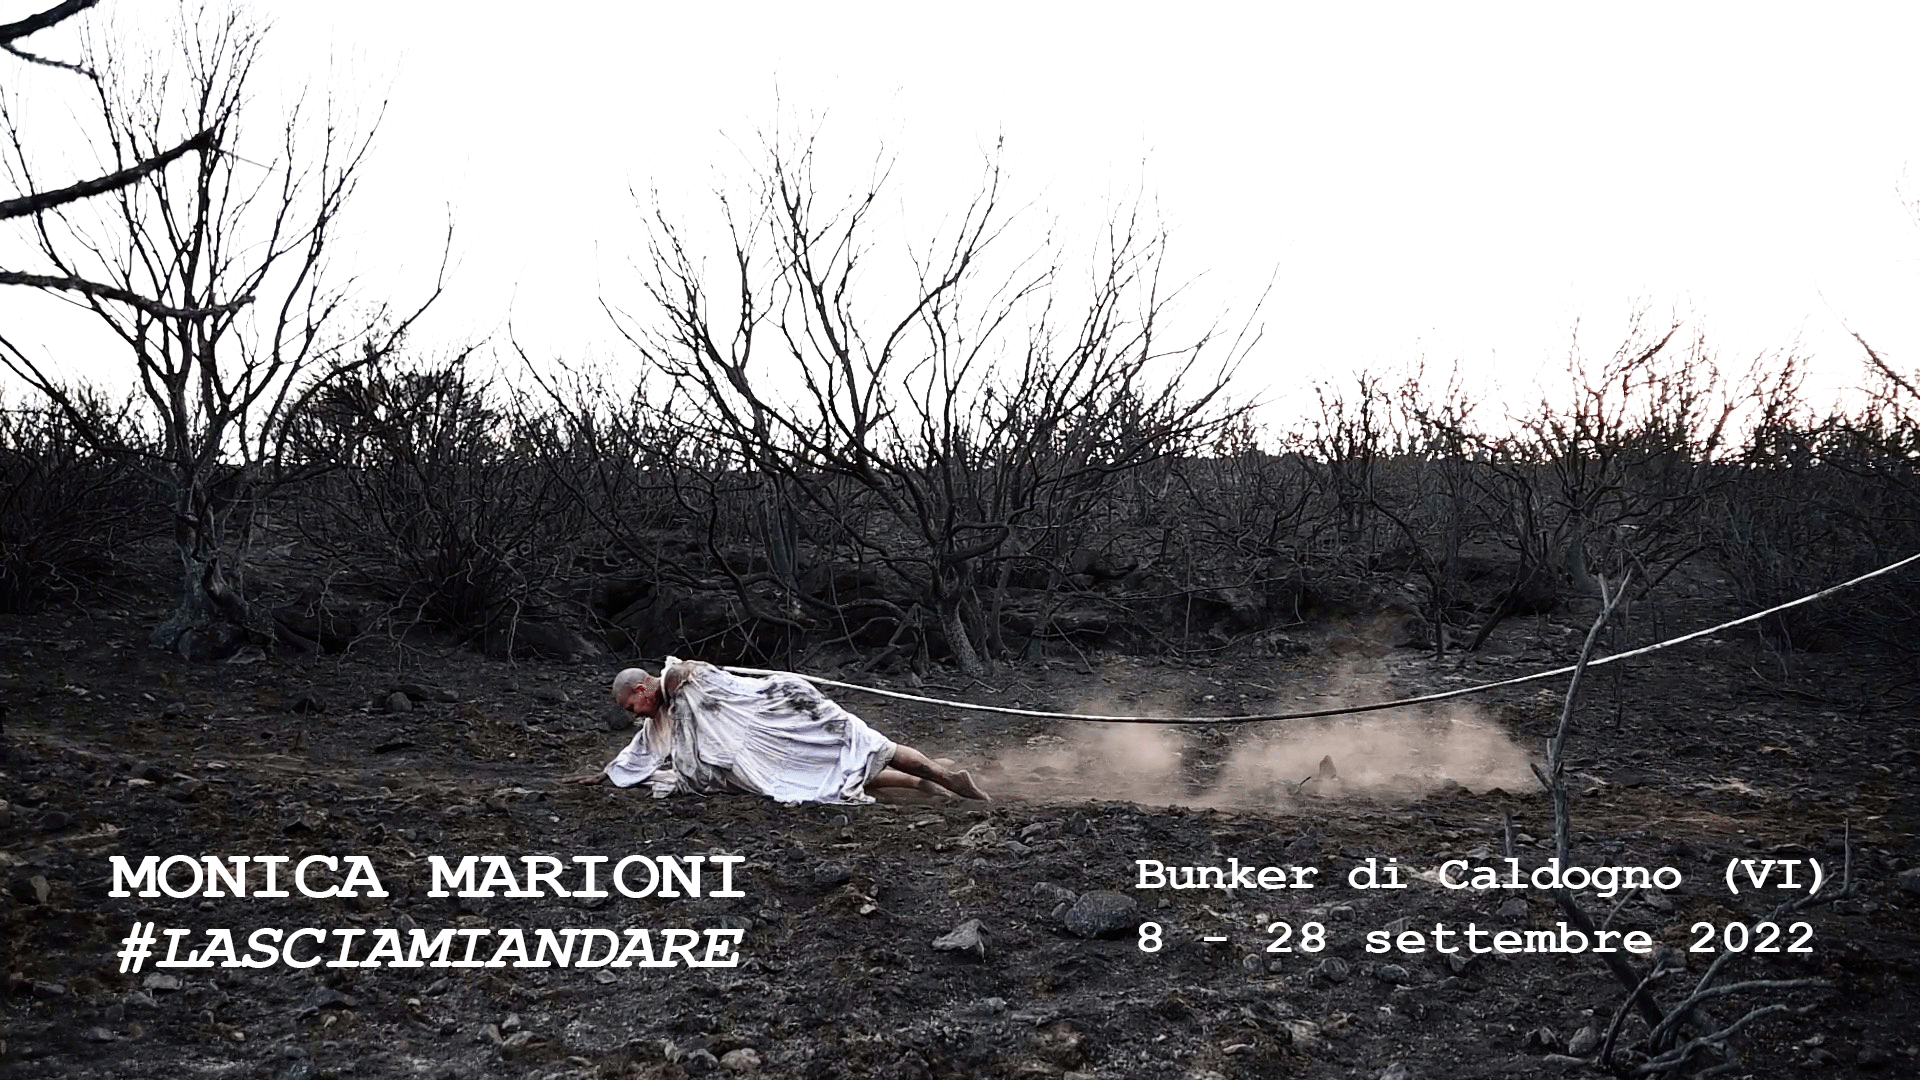 MONICA MARIONI
#LASCIAMIANDARE
Bunker di Caldogno (VI)
8 - 28 settembre 2022